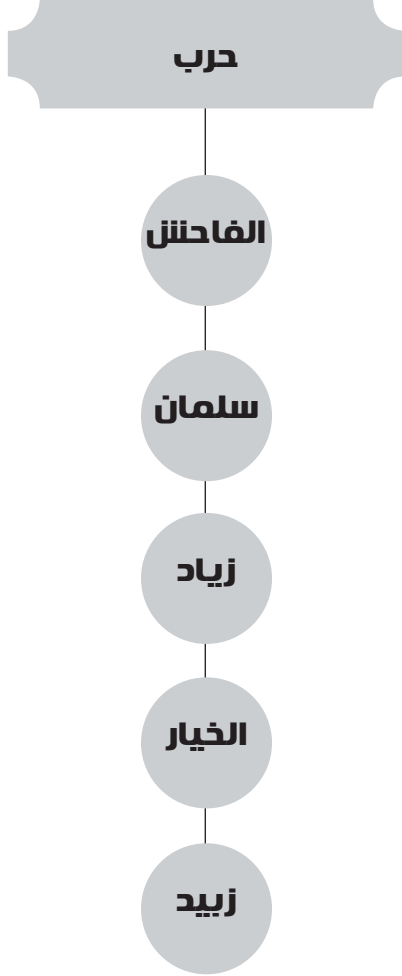 حرب
الفاحش
سلمان
زياد
الخيار
زبيد